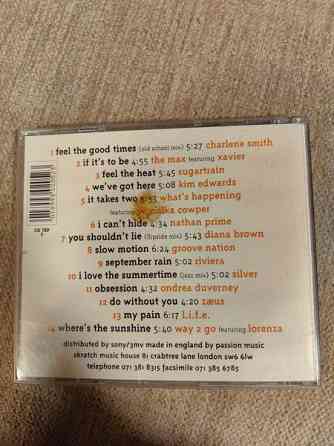 1 feel the good times (old school mix) 5:27 charlene smith
2 if it's to be 4:55 the max featuring xavier
3 feel the heat 5:45 sugartrain
4 we've got here 5:08 kim edwards
5 it takes two 5:53 what's happening
featuring cowper
6 i can't hide 4:34 nathan prime
7 you shouldn't lie (flipside mix) 5:43 diana brown
8 slow motion 6:24 groove nation
9 september rain 5:02 riviera
10 i love the summertime (jazz mix) 5:02 silver
11 obsession 4:32 ondrea duverney
12 do without you 4:20 zæus
13 my pain 6:17 l.i.f.e.
14 where's the sunshine 5:40 way 2 go featuring lorenza
distributed by sony/3mv made in england by passion music
skratch music house 81 crabtree lane london sw6 6lw
telephone 071 381 8315 facsimile 071 385 6785